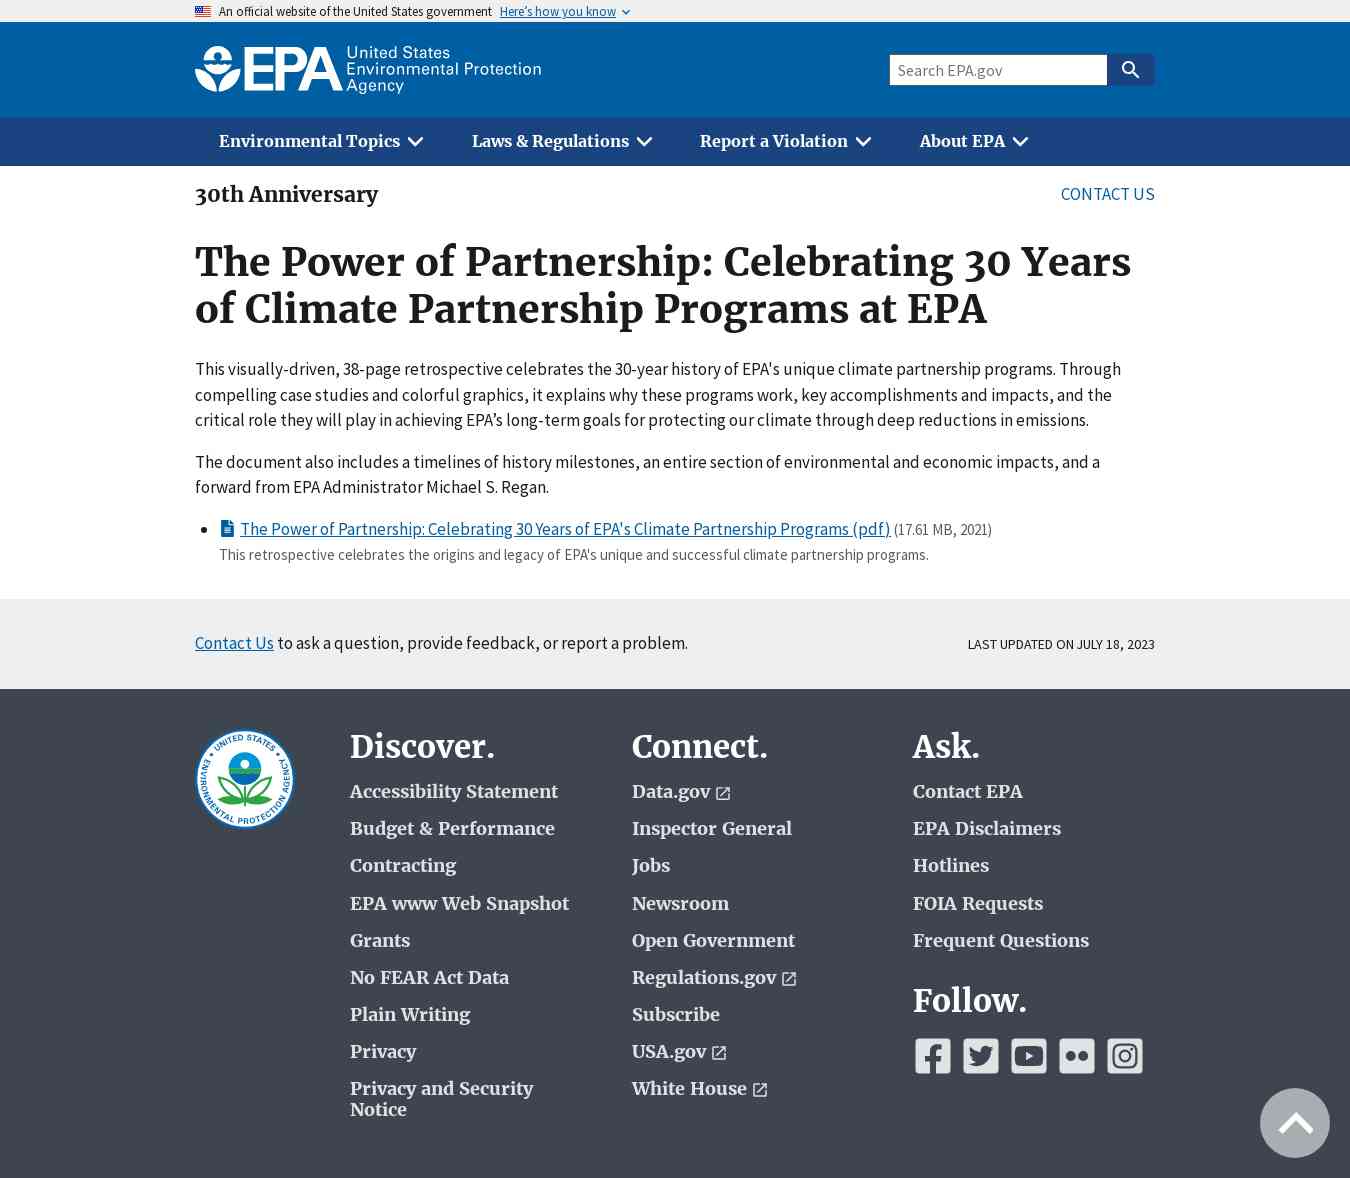 An official website of the United States government Here’s how you know
EPA United States
Environmental Protection
Agency
Search EPA.gov
Environmental Topics Laws & Regulations Report a Violation About EPA
30th Anniversary CONTACT US
The Power of Partnership: Celebrating 30 Years
of Climate Partnership Programs at EPA
This visually-driven, 38-page retrospective celebrates the 30-year history of EPA's unique climate partnership programs. Through
compelling case studies and colorful graphics, it explains why these programs work, key accomplishments and impacts, and the
critical role they will play in achieving EPA’s long-term goals for protecting our climate through deep reductions in emissions.
The document also includes a timelines of history milestones, an entire section of environmental and economic impacts, and a
forward from EPA Administrator Michael S. Regan.
The Power of Partnership: Celebrating 30 Years of EPA's Climate Partnership Programs (pdf) (17.61 MB, 2021)
This retrospective celebrates the origins and legacy of EPA's unique and successful climate partnership programs.
Contact Us to ask a question, provide feedback, or report a problem. LAST UPDATED ON JULY 18, 2023
UNITED STATES
ENVIRONMENTAL PROTECTION AGENCY
Discover.
Accessibility Statement
Budget & Performance
Contracting
EPA www Web Snapshot
Grants
No FEAR Act Data
Plain Writing
Privacy
Privacy and Security
Notice
Connect.
Data.gov
Inspector General
Jobs
Newsroom
Open Government
Regulations.gov
Subscribe
USA.gov
White House
Ask.
Contact EPA
EPA Disclaimers
Hotlines
FOIA Requests
Frequent Questions
Follow.